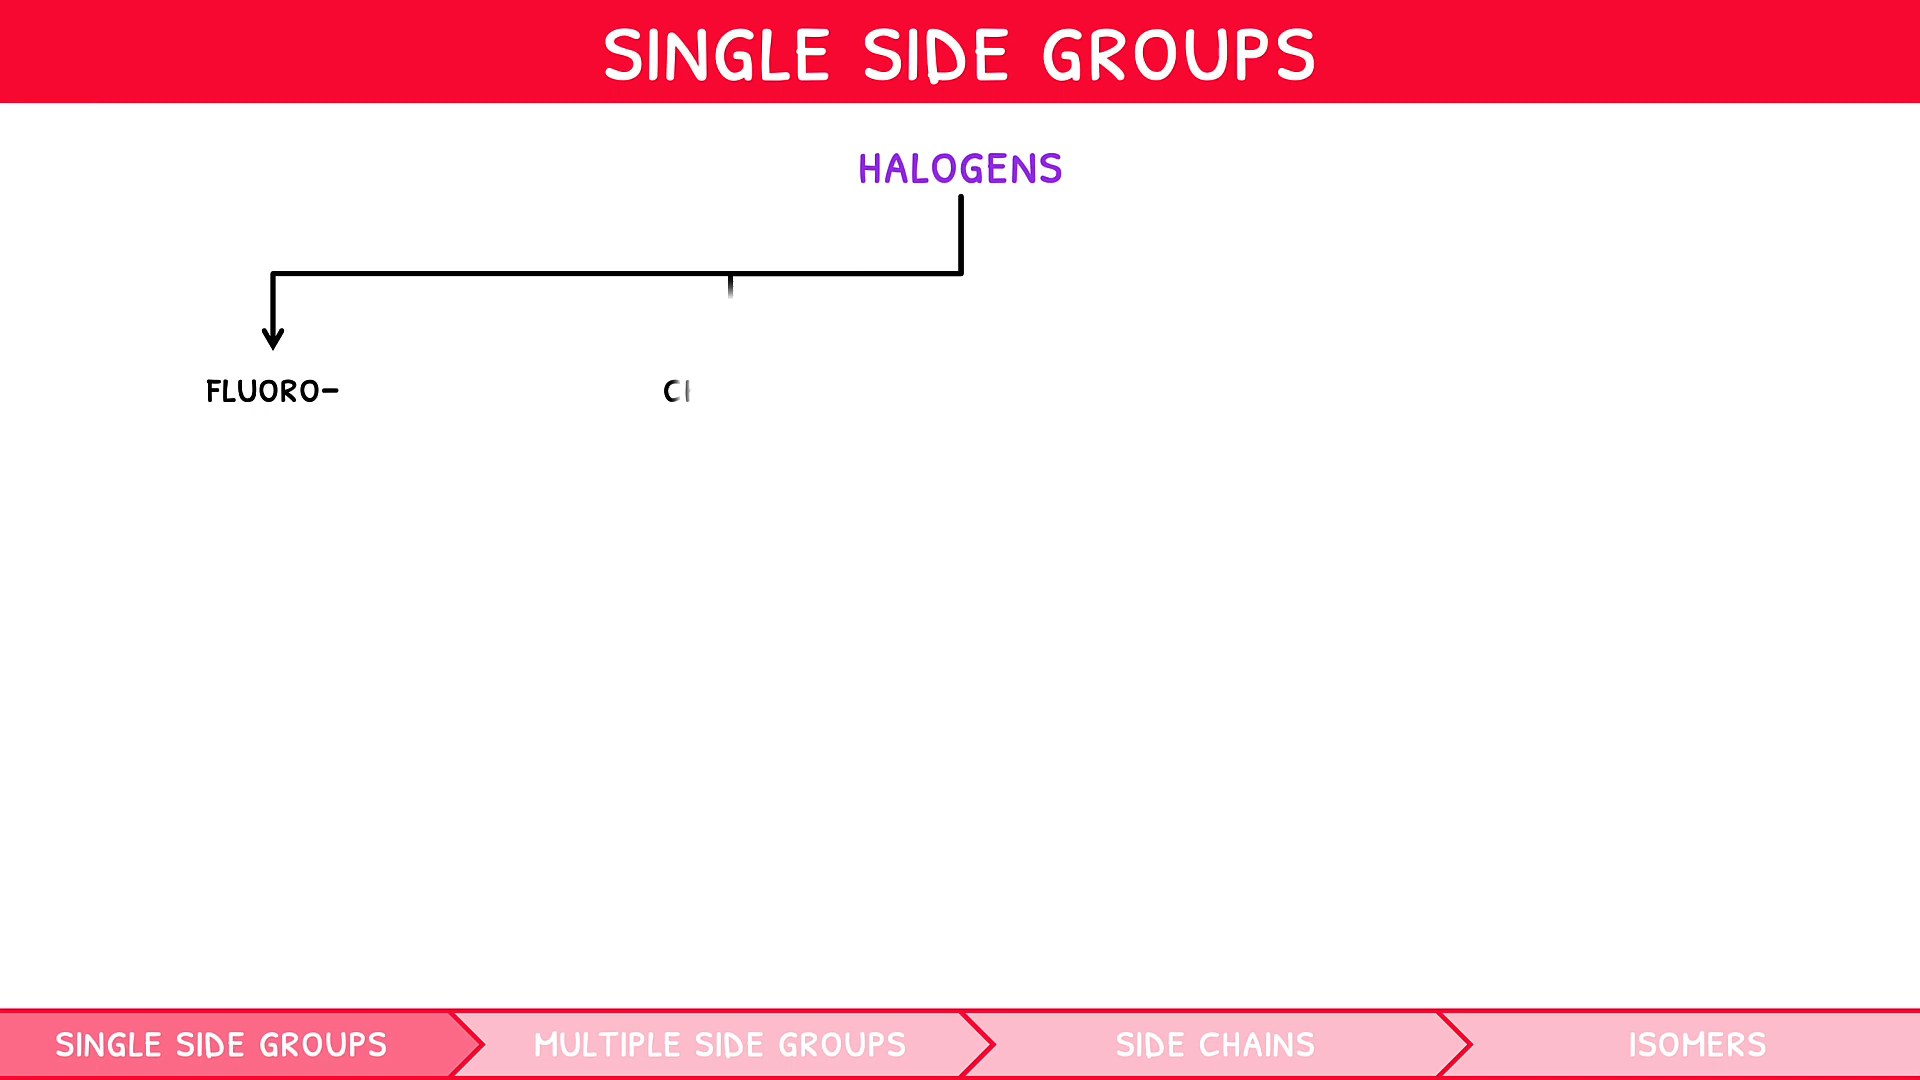 SINGLE SIDE GROUPS
HALOGENS
FLUORO-
SINGLE SIDE GROUPS
MULTIPLE SIDE GROUPS
SIDE CHAINS
ISOMERS